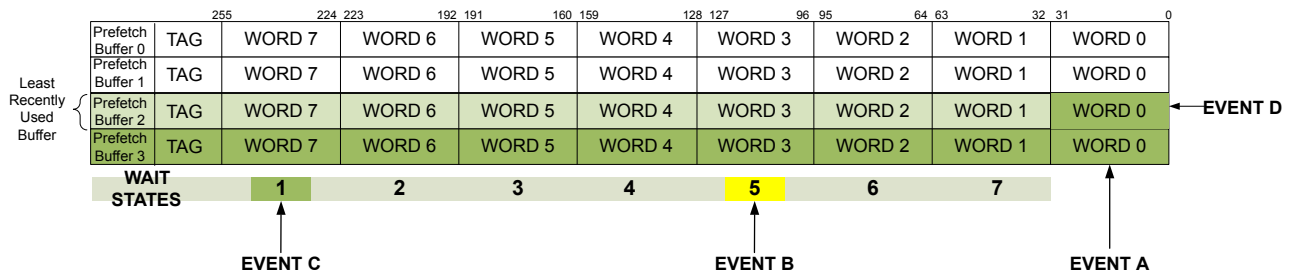 255 224 223 192 191 160 159 128 127 96 95 64 63 32 31 0
Prefetch
Buffer 0 TAG WORD 7 WORD 6 WORD 5 WORD 4 WORD 3 WORD 2 WORD 1 WORD 0
Prefetch
Buffer 1 TAG WORD 7 WORD 6 WORD 5 WORD 4 WORD 3 WORD 2 WORD 1 WORD 0
Least
Recently
Used
Buffer
Prefetch
Buffer 2 TAG WORD 7 WORD 6 WORD 5 WORD 4 WORD 3 WORD 2 WORD 1 WORD 0 EVENT D
Prefetch
Buffer 3 TAG WORD 7 WORD 6 WORD 5 WORD 4 WORD 3 WORD 2 WORD 1 WORD 0
WAIT
STATES 1 2 3 4 5 6 7
EVENT C EVENT B EVENT A